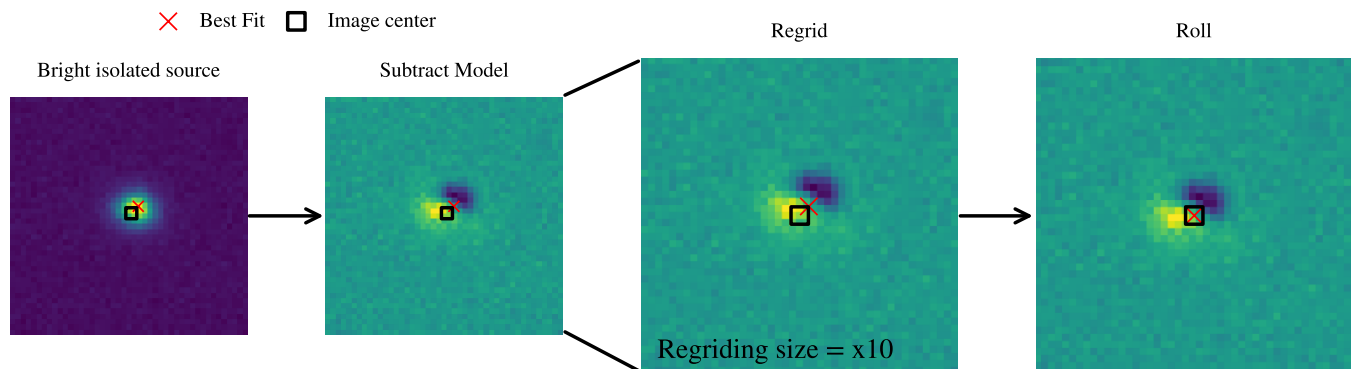 Best Fit
Image center
Bright isolated source
Subtract Model
Regrid
Roll
Regriding size = x10